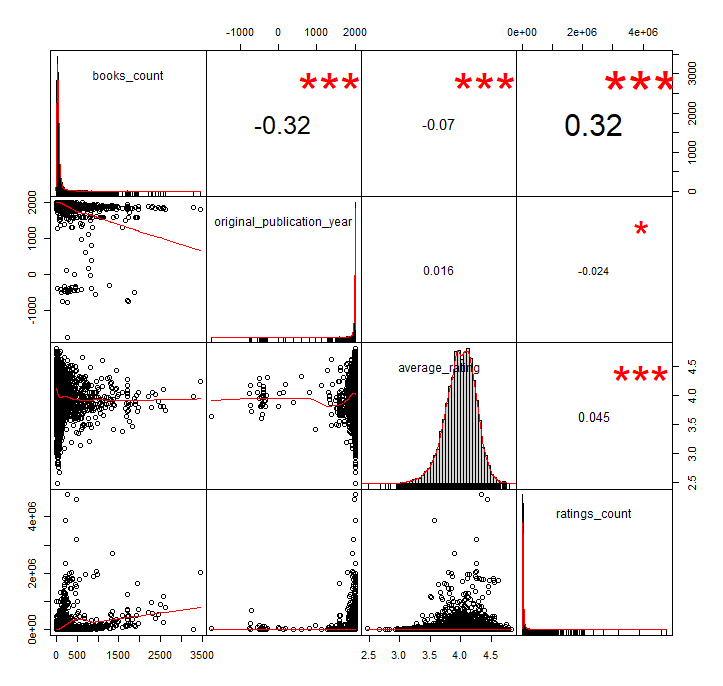 -1000 0 1000 2000 0e+00 2e+06 4e+06
books_count *** *** ***
-0.32 -0.07 0.32
0 1000 2000 3000
-1000 0 1000 2000
original_publication_year *
0.016 -0.024
average_rating ***
0.045
2.5 3.0 3.5 4.0 4.5
0e+00 2e+06 4e+06
ratings_count
0 500 1500 2500 3500 2.5 3.0 3.5 4.0 4.5